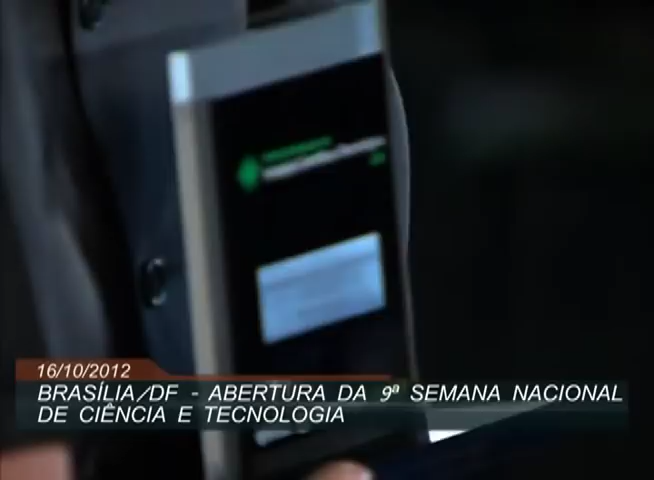 16/10/2012
BRASÍLIA/DF - ABERTURA DA 9ª SEMANA NACIONAL
DE CIÊNCIA E TECNOLOGIA